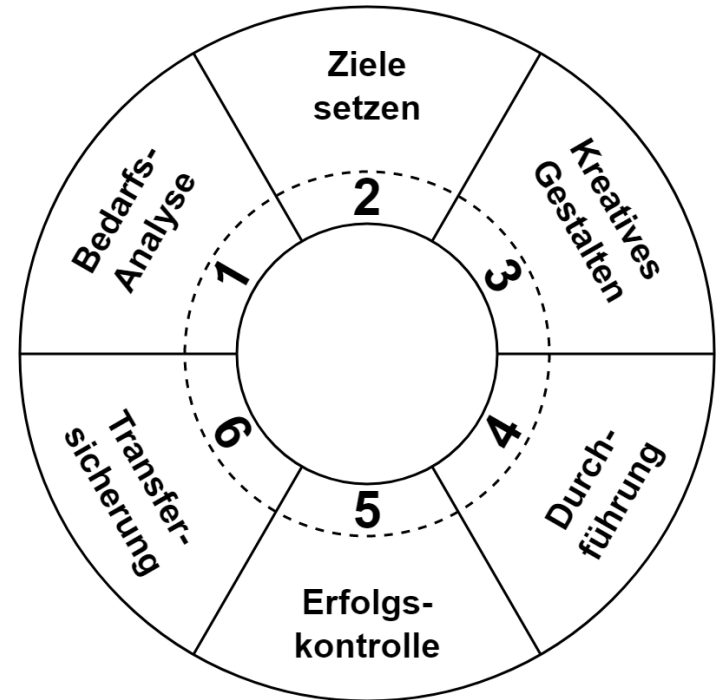 1
Bedarfs-
Analyse
2
Ziele
setzen
3
Kreatives
Gestalten
4
Durch-
führung
5
Erfolgs-
kontrolle
6
Transfer-
sicherung